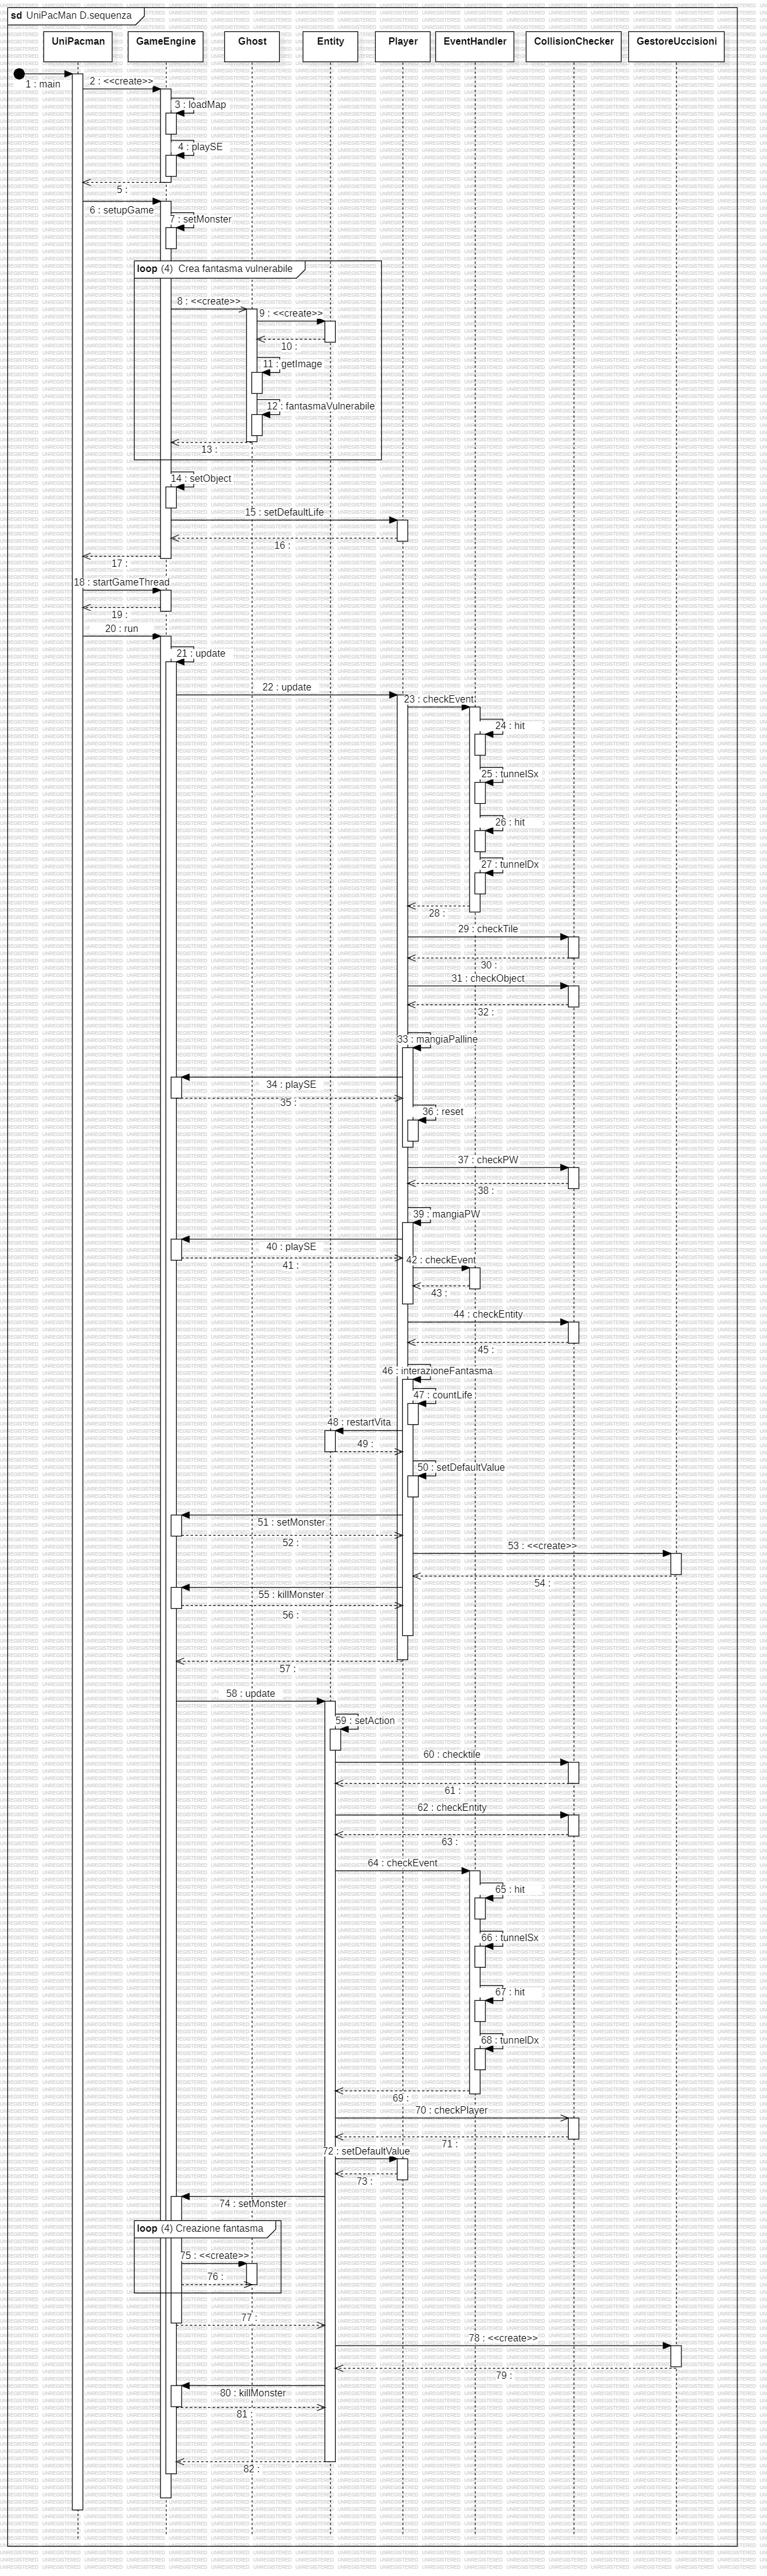 sd UniPacMan D.sequenza
UniPacman
GameEngine
Ghost
Entity
Player
EventHandler
CollisionChecker
GestoreUccisioni
1 : main
2 : <<create>>
3 : loadMap
4 : playSE
5 :
6 : setupGame
7 : setMonster
loop (4) Crea fantasma vulnerabile
8 : <<create>>
9 : <<create>>
10 :
11 : getImage
12 : fantasmaVulnerabile
13 :
14 : setObject
15 : setDefaultLife
16 :
17 :
18 : startGameThread
19 :
20 : run
21 : update
22 : update
23 : checkEvent
24 : hit
25 : tunnelSx
26 : hit
27 : tunnelDx
28 :
29 : checkTile
30 :
31 : checkObject
32 :
33 : mangiaPalline
34 : playSE
35 :
36 : reset
37 : checkPW
38 :
39 : mangiaPW
40 : playSE
41 :
42 : checkEvent
43 :
44 : checkEntity
45 :
46 : interazioneFantasma
47 : countLife
48 : restartVita
49 :
50 : setDefaultValue
51 : setMonster
52 :
53 : <<create>>
54 :
55 : killMonster
56 :
57 :
58 : update
59 : setAction
60 : checktile
61 :
62 : checkEntity
63 :
64 : checkEvent
65 : hit
66 : tunnelSx
67 : hit
68 : tunnelDx
69 :
70 : checkPlayer
71 :
72 : setDefaultValue
73 :
74 : setMonster
loop (4) Creazione fantasma
75 : <<create>>
76 :
77 :
78 : <<create>>
79 :
80 : killMonster
81 :
82 :